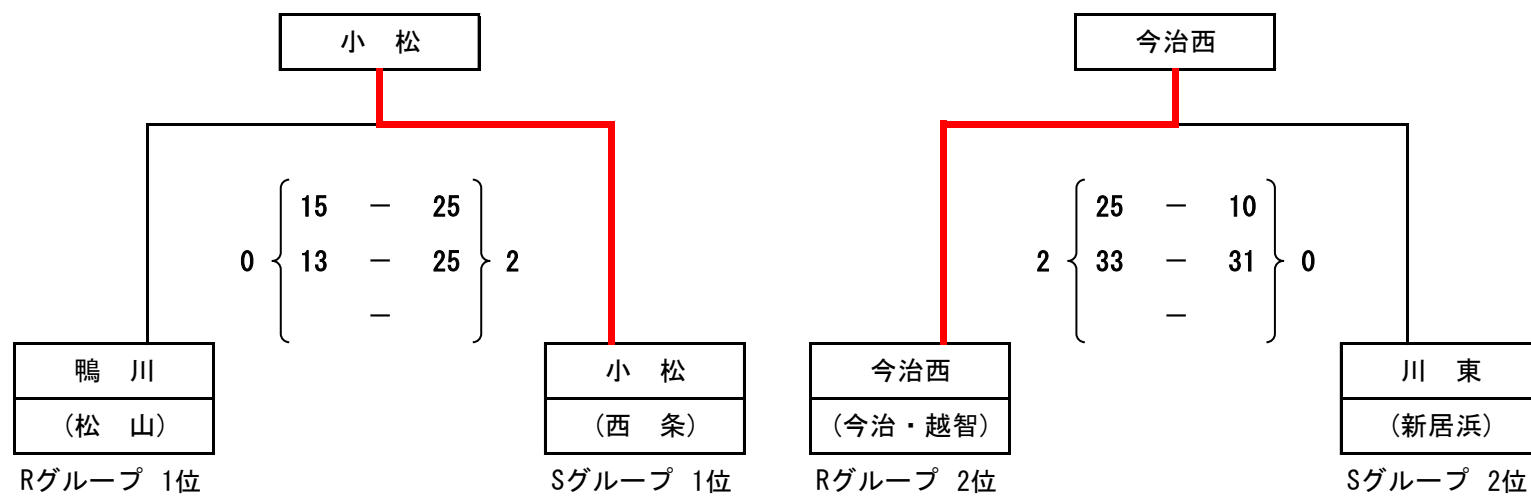 小　松
今治西
15　－　25
0　13　－　25　2
－
25　－　10
2　33　－　31　0
－
鴨　川
(松　山)
Rグループ 1位
小　松
(西　条)
Sグループ 1位
今治西
(今治・越智)
Rグループ 2位
川　東
(新居浜)
Sグループ 2位